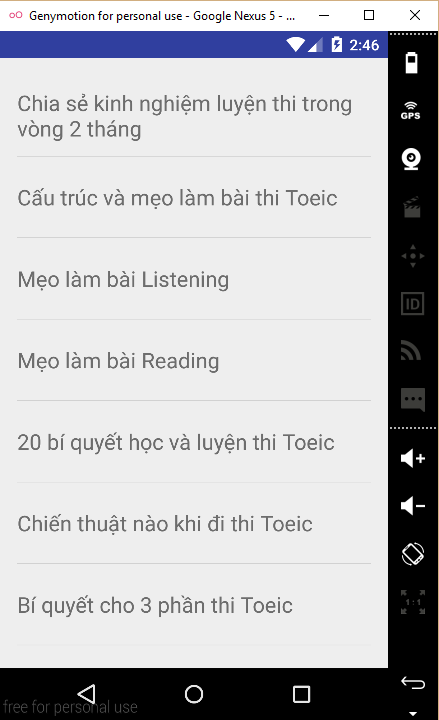 Genymotion for personal use - Google Nexus 5 - ...
2:46
Chia sẻ kinh nghiệm luyện thi trong
vòng 2 tháng
Cấu trúc và mẹo làm bài thi Toeic
Mẹo làm bài Listening
Mẹo làm bài Reading
20 bí quyết học và luyện thi Toeic
Chiến thuật nào khi đi thi Toeic
Bí quyết cho 3 phần thi Toeic
GPS
ID
1:1
free for personal use